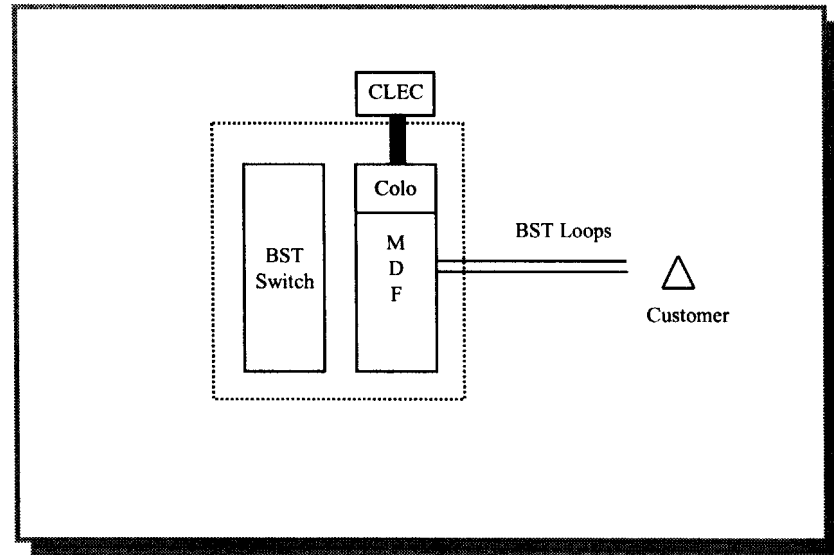 CLEC
Colo
BST
Switch
M
D
F
BST Loops
Customer